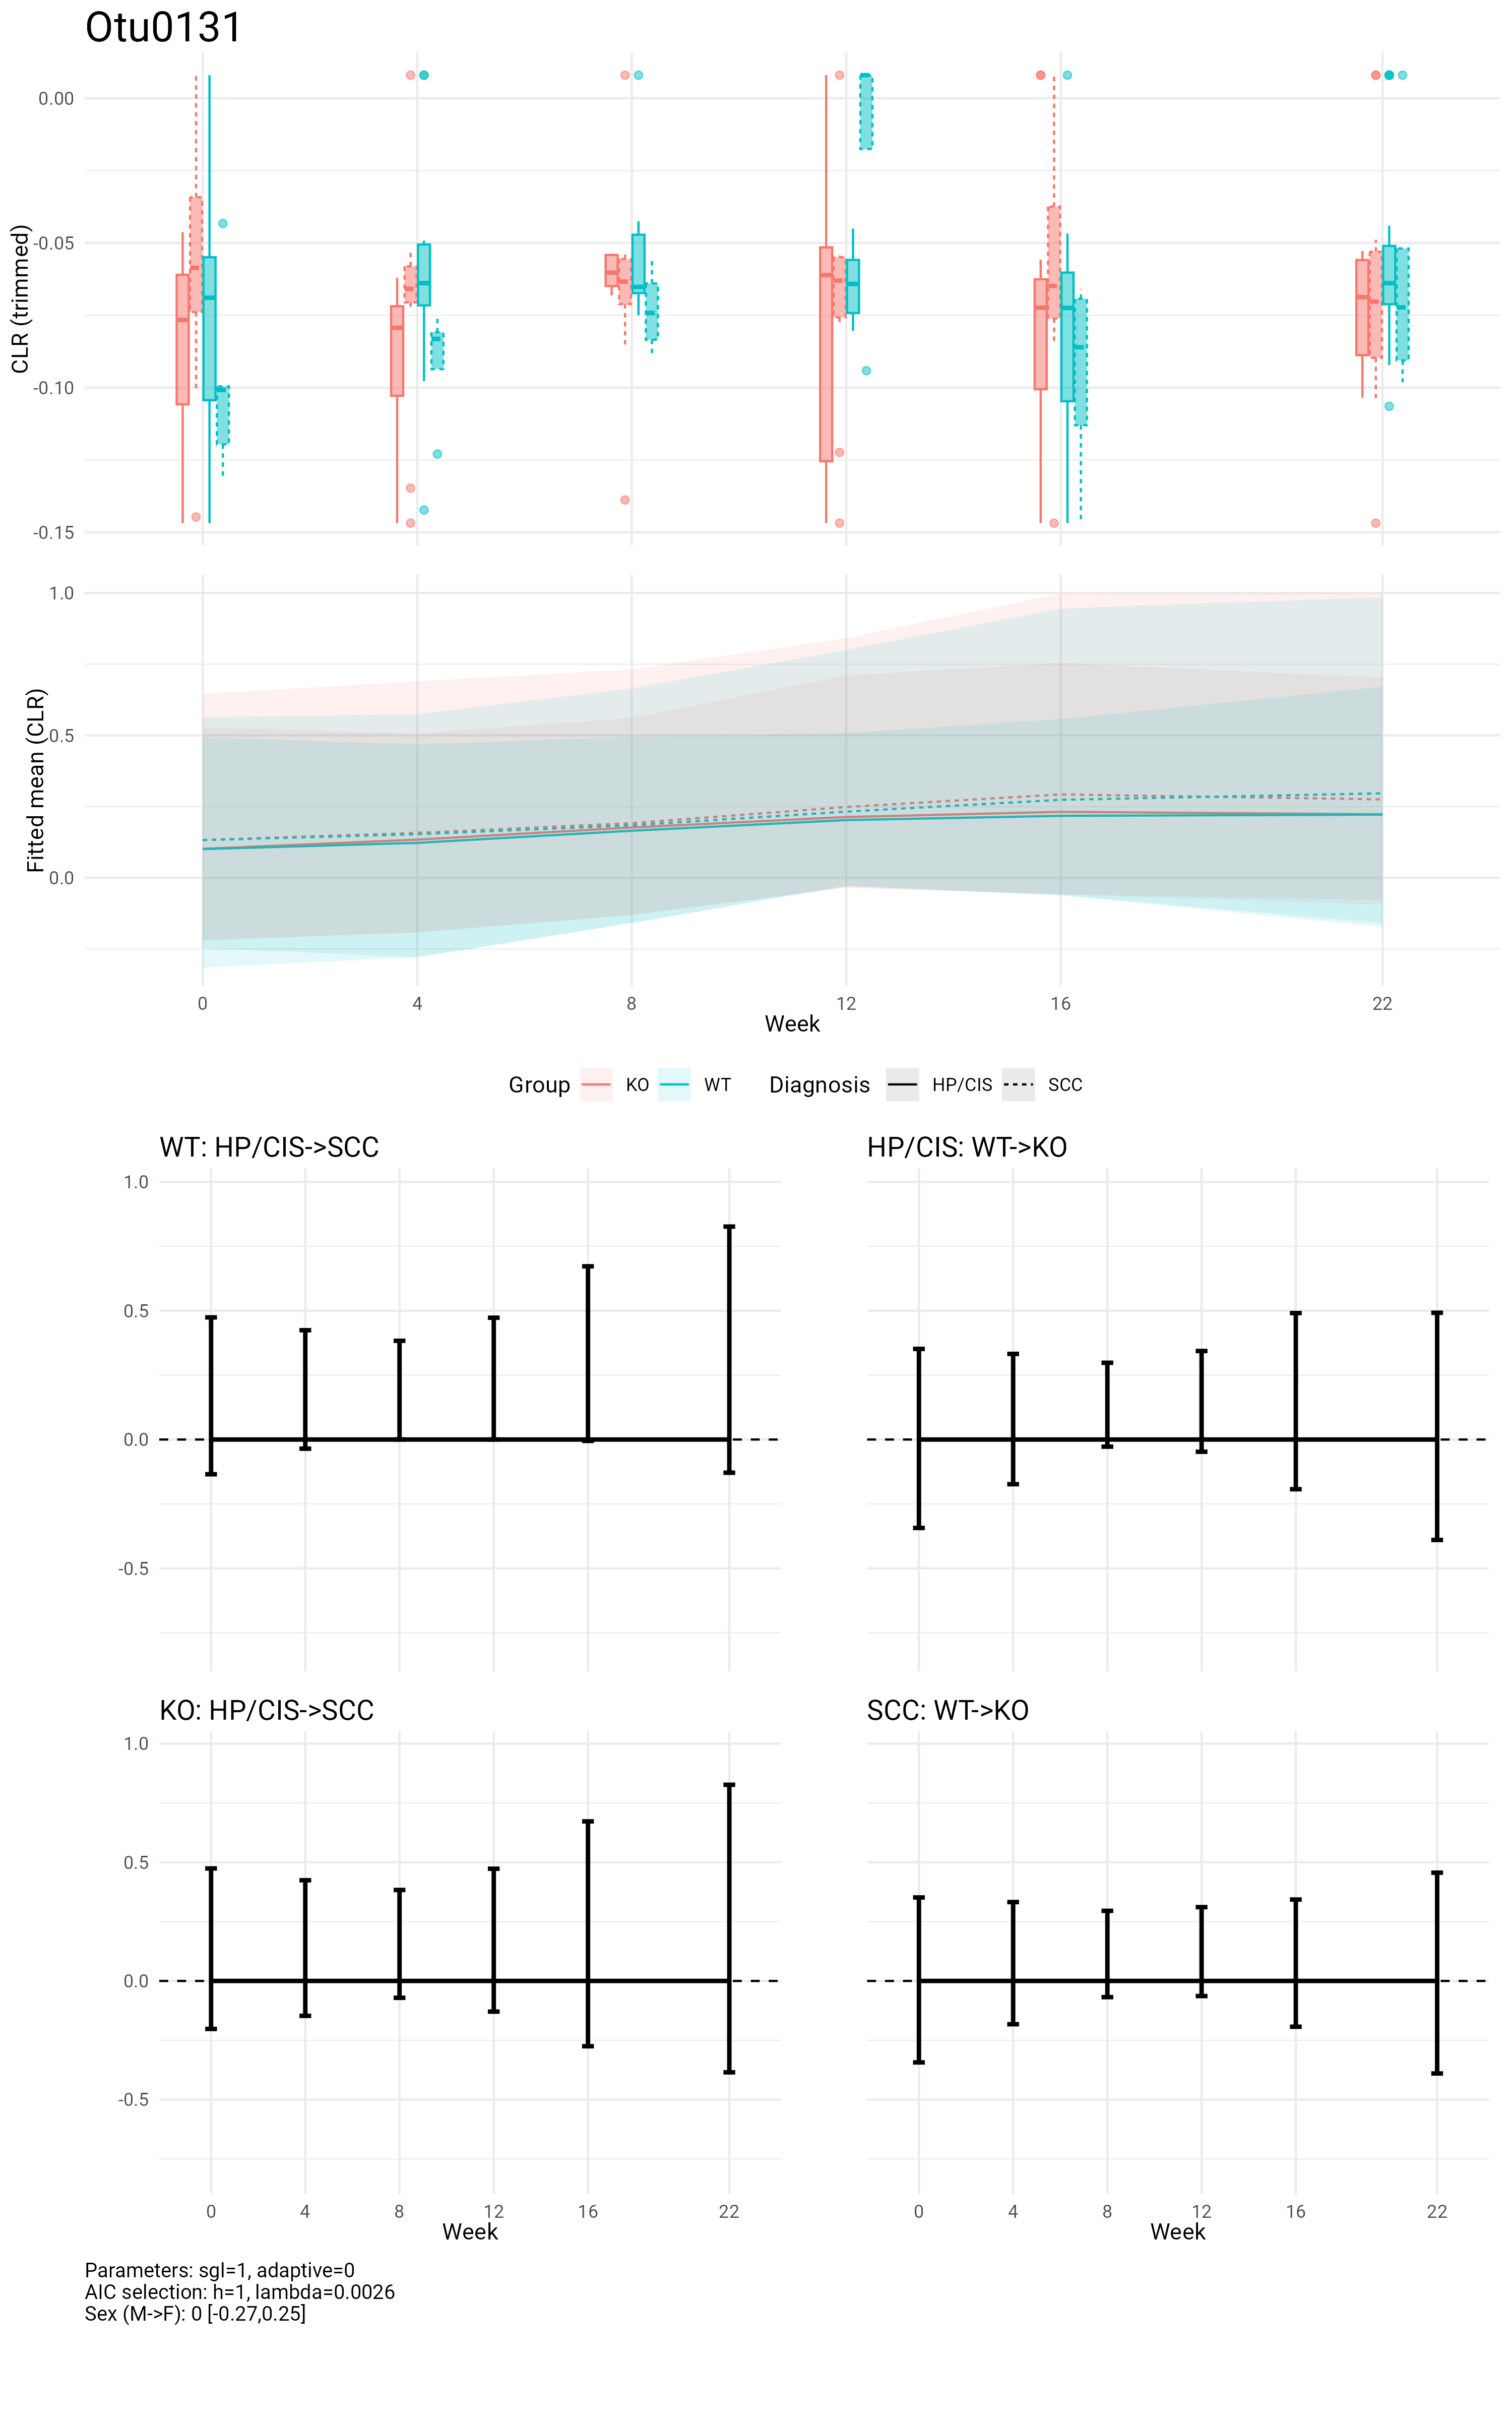 Otu0131
CLR (trimmed)
0.00
-0.05
-0.10
-0.15
Fitted mean (CLR)
1.0
0.5
0.0
0 4 8 12 16 22
Week
Group KO WT Diagnosis HP/CIS SCC
WT: HP/CIS->SCC
1.0
0.5
0.0
-0.5
HP/CIS: WT->KO
KO: HP/CIS->SCC
1.0
0.5
0.0
-0.5
0 4 8 12 16 22
Week
SCC: WT->KO
0 4 8 12 16 22
Week
Parameters: sgl=1, adaptive=0
AIC selection: h=1, lambda=0.0026
Sex (M->F): 0 [-0.27,0.25]